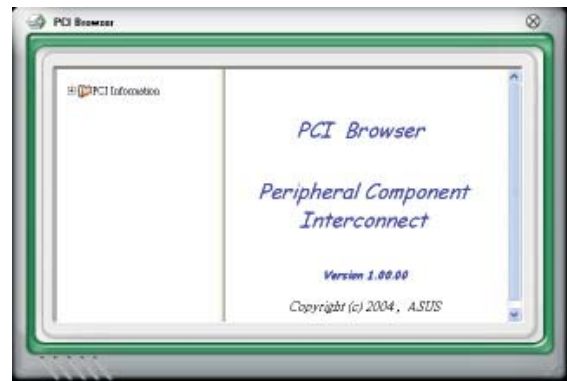 PCI Browser
PCI Information
PCI Browser
Peripheral Component
Interconnect
Version 1.00.00
Copyright (c) 2004, ASUS